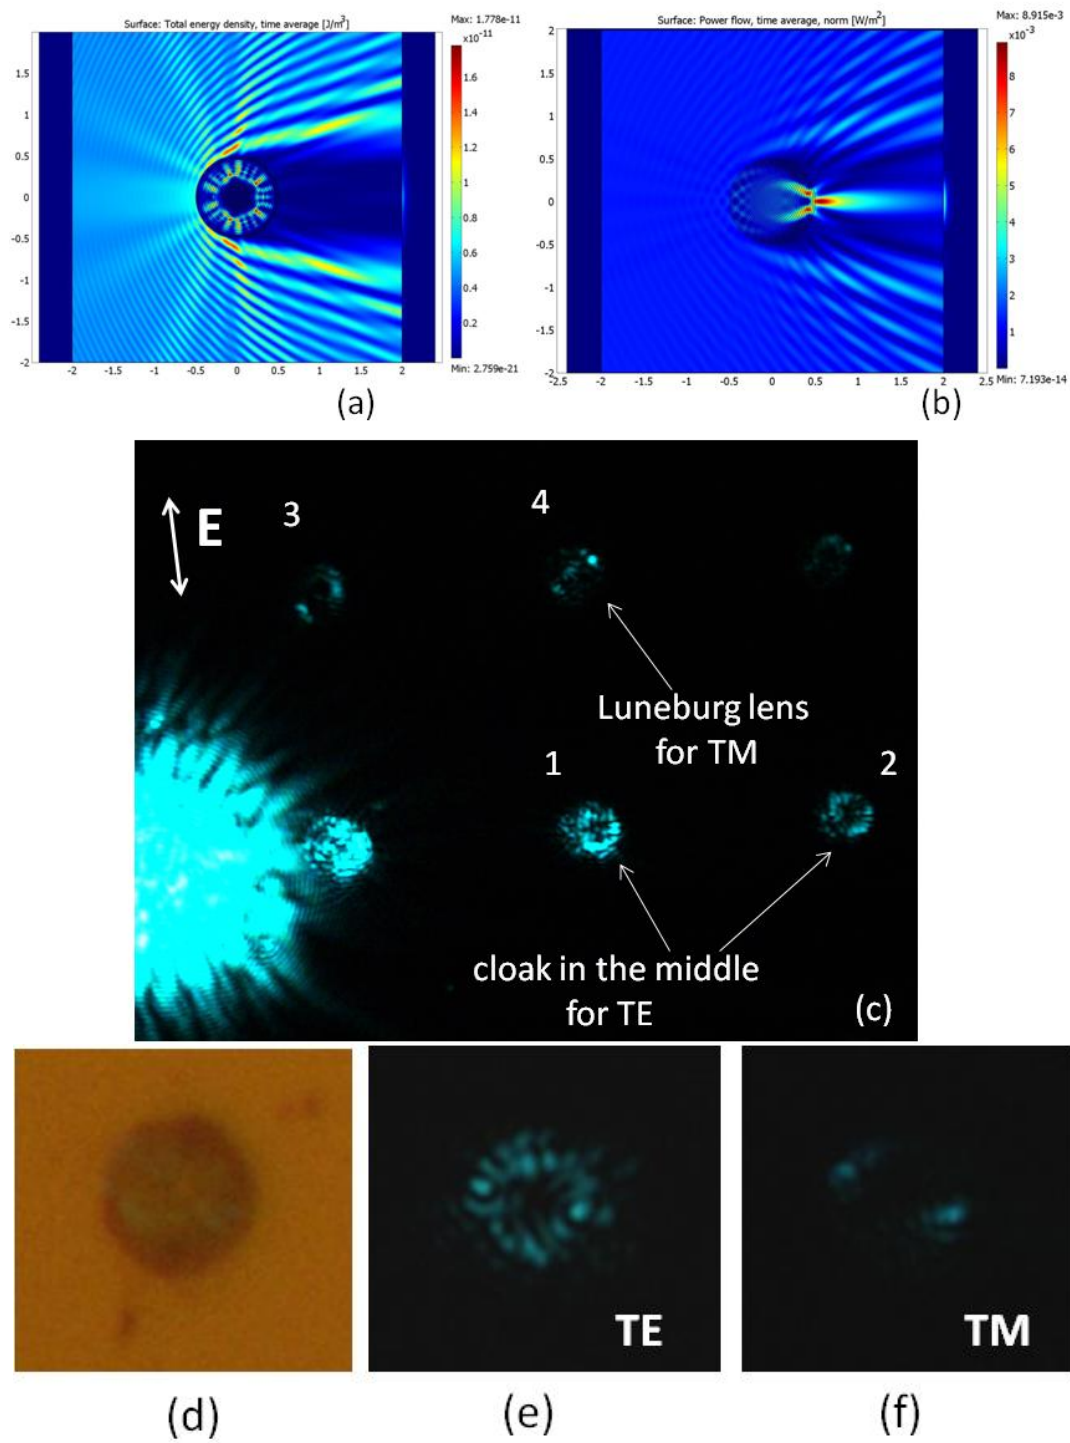 Surface: Total energy density, time average [J/m³]
Max: 1.778e-11
x10⁻¹¹
1.5
1
0.5
0
-0.5
-1
-1.5
-2
-2 -1.5 -1 -0.5 0 0.5 1 1.5 2
1.6
1.4
1.2
1
0.8
0.6
0.4
0.2
Min: 2.759e-21
(a)
Surface: Power flow, time average, norm [W/m²]
Max: 8.915e-3
x10⁻³
2
1.5
1
0.5
0
-0.5
-1
-1.5
-2
-2.5 -2 -1.5 -1 -0.5 0 0.5 1 1.5 2 2.5
8
7
6
5
4
3
2
1
Min: 7.193e-14
(b)
E
3
4
Luneburg lens
for TM
1
2
cloak in the middle
for TE
(c)
TE
TM
(d)
(e)
(f)